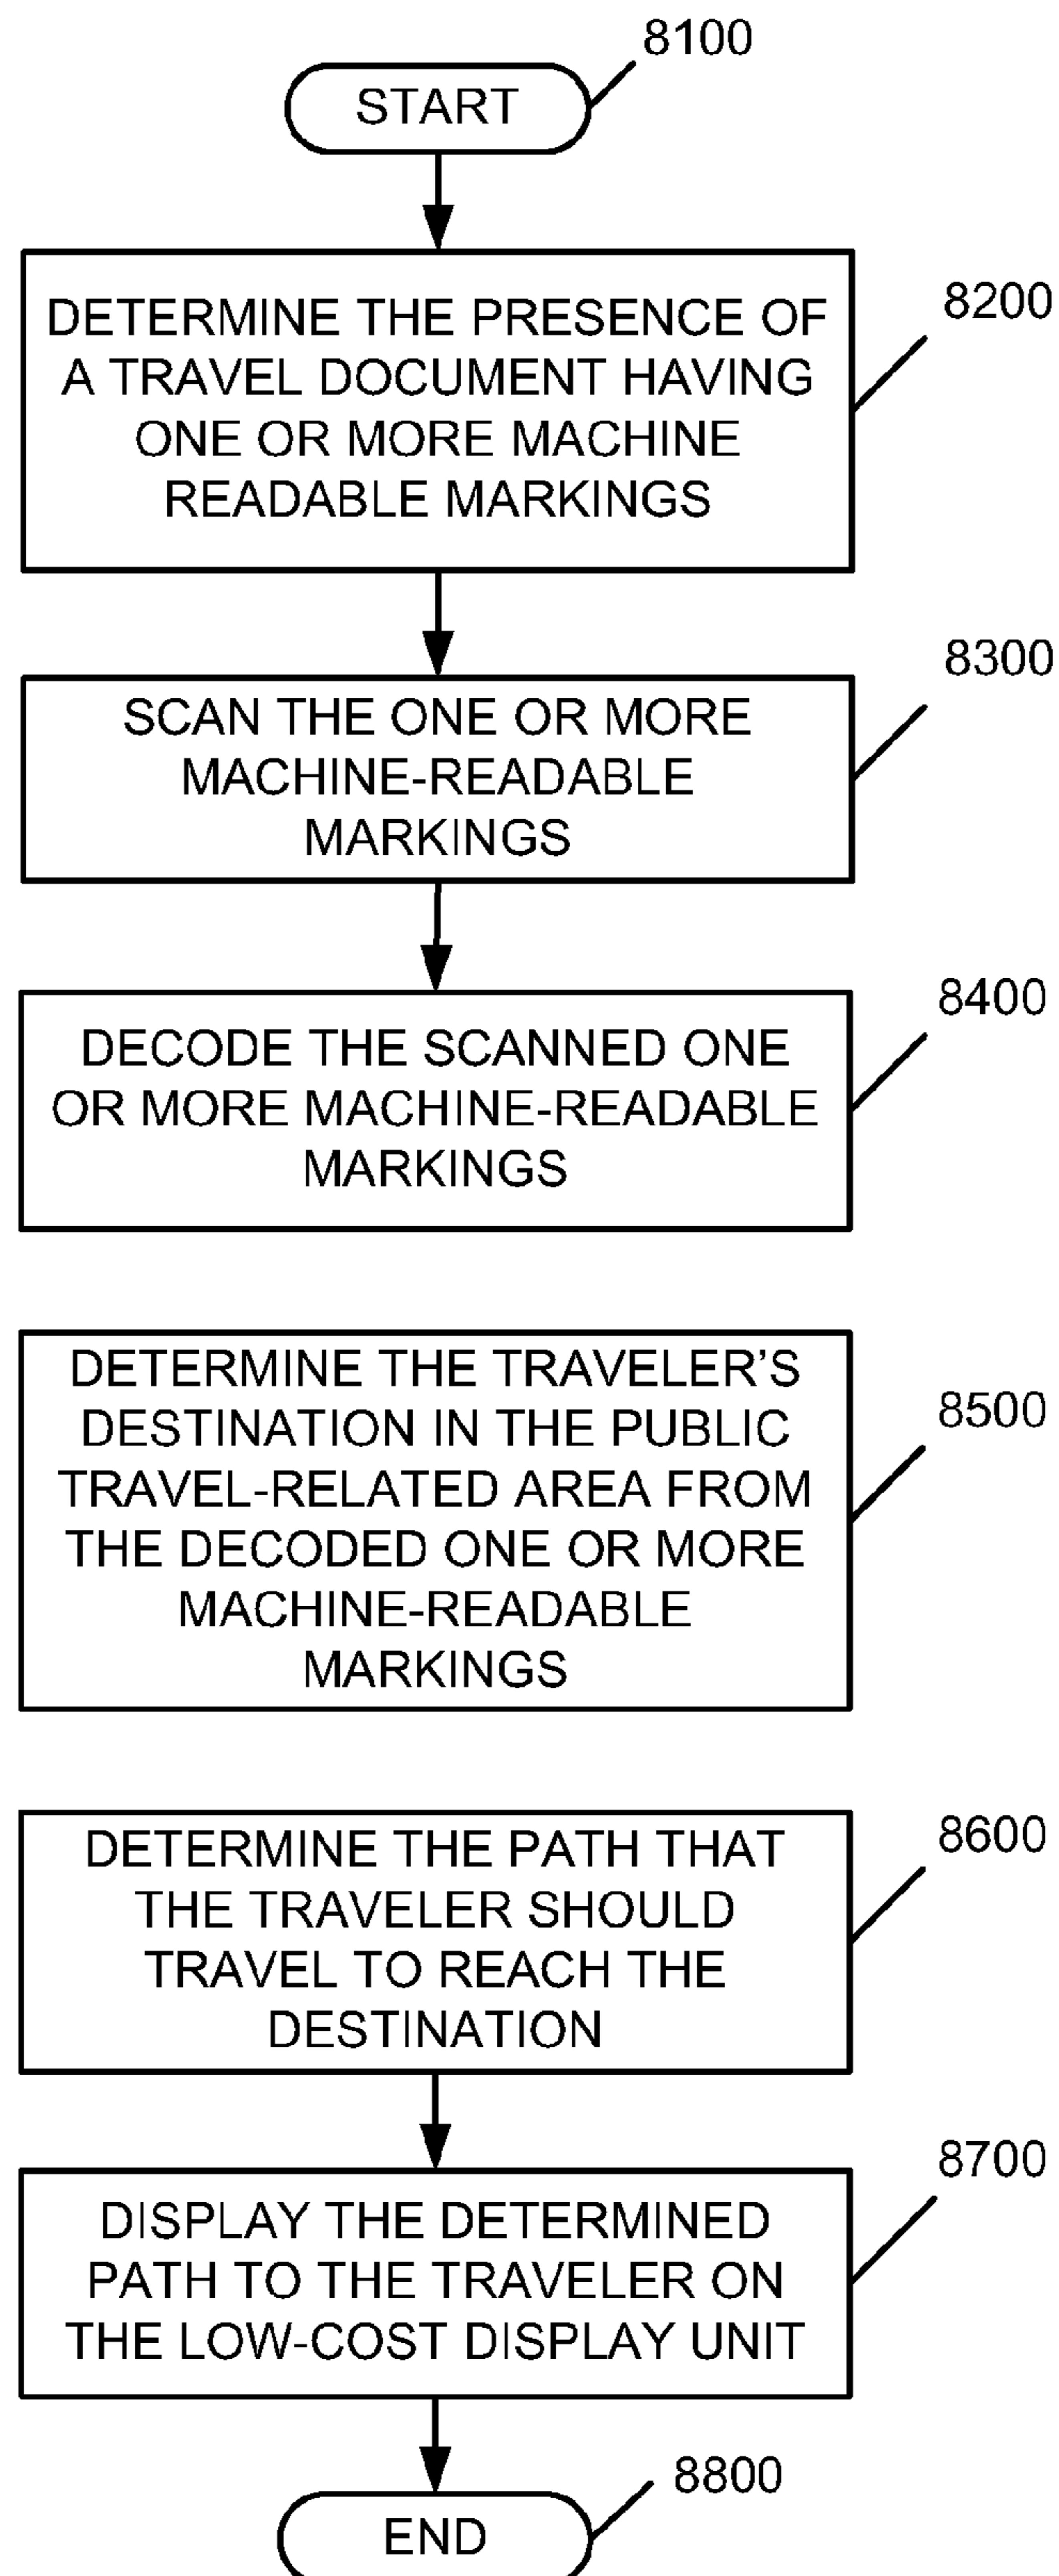 8100
START
8200
DETERMINE THE PRESENCE OF
A TRAVEL DOCUMENT HAVING
ONE OR MORE MACHINE
READABLE MARKINGS
8300
SCAN THE ONE OR MORE
MACHINE-READABLE
MARKINGS
8400
DECODE THE SCANNED ONE
OR MORE MACHINE-READABLE
MARKINGS
8500
DETERMINE THE TRAVELER’S
DESTINATION IN THE PUBLIC
TRAVEL-RELATED AREA FROM
THE DECODED ONE OR MORE
MACHINE-READABLE
MARKINGS
8600
DETERMINE THE PATH THAT
THE TRAVELER SHOULD
TRAVEL TO REACH THE
DESTINATION
8700
DISPLAY THE DETERMINED
PATH TO THE TRAVELER ON
THE LOW-COST DISPLAY UNIT
8800
END